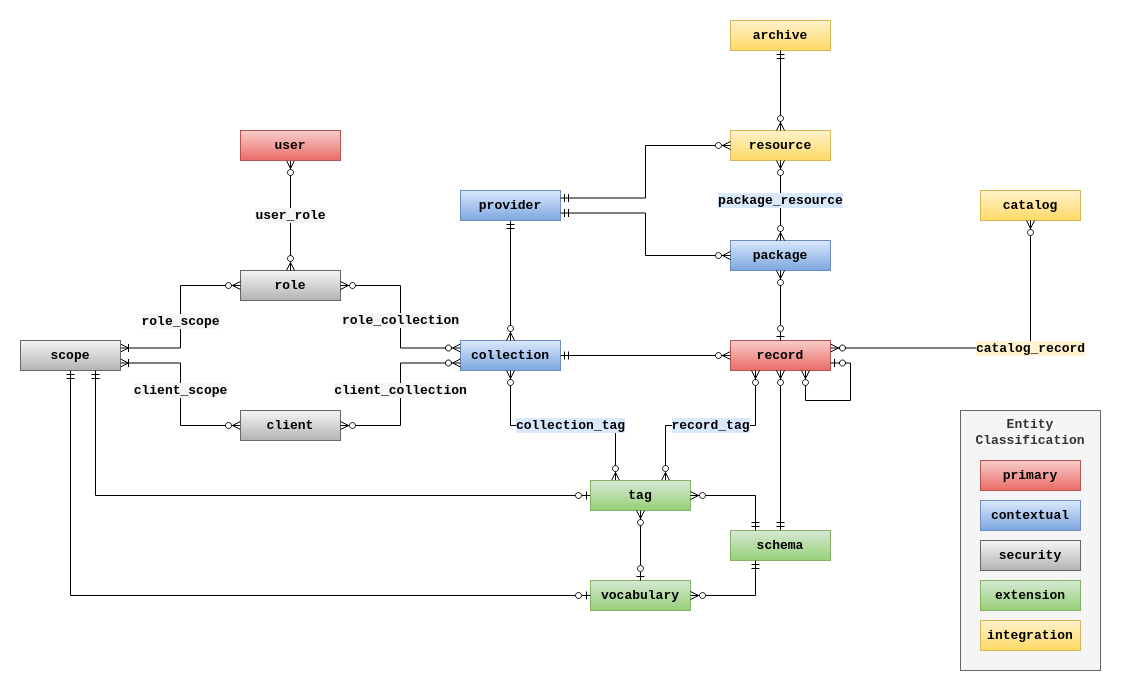 archive
user
resource
provider
package_resource
catalog
user_role
package
role
role_scope
role_collection
scope
collection
record
catalog_record
client_scope
client_collection
client
collection_tag
record_tag
Entity
Classification
primary
tag
contextual
schema
security
vocabulary
extension
integration